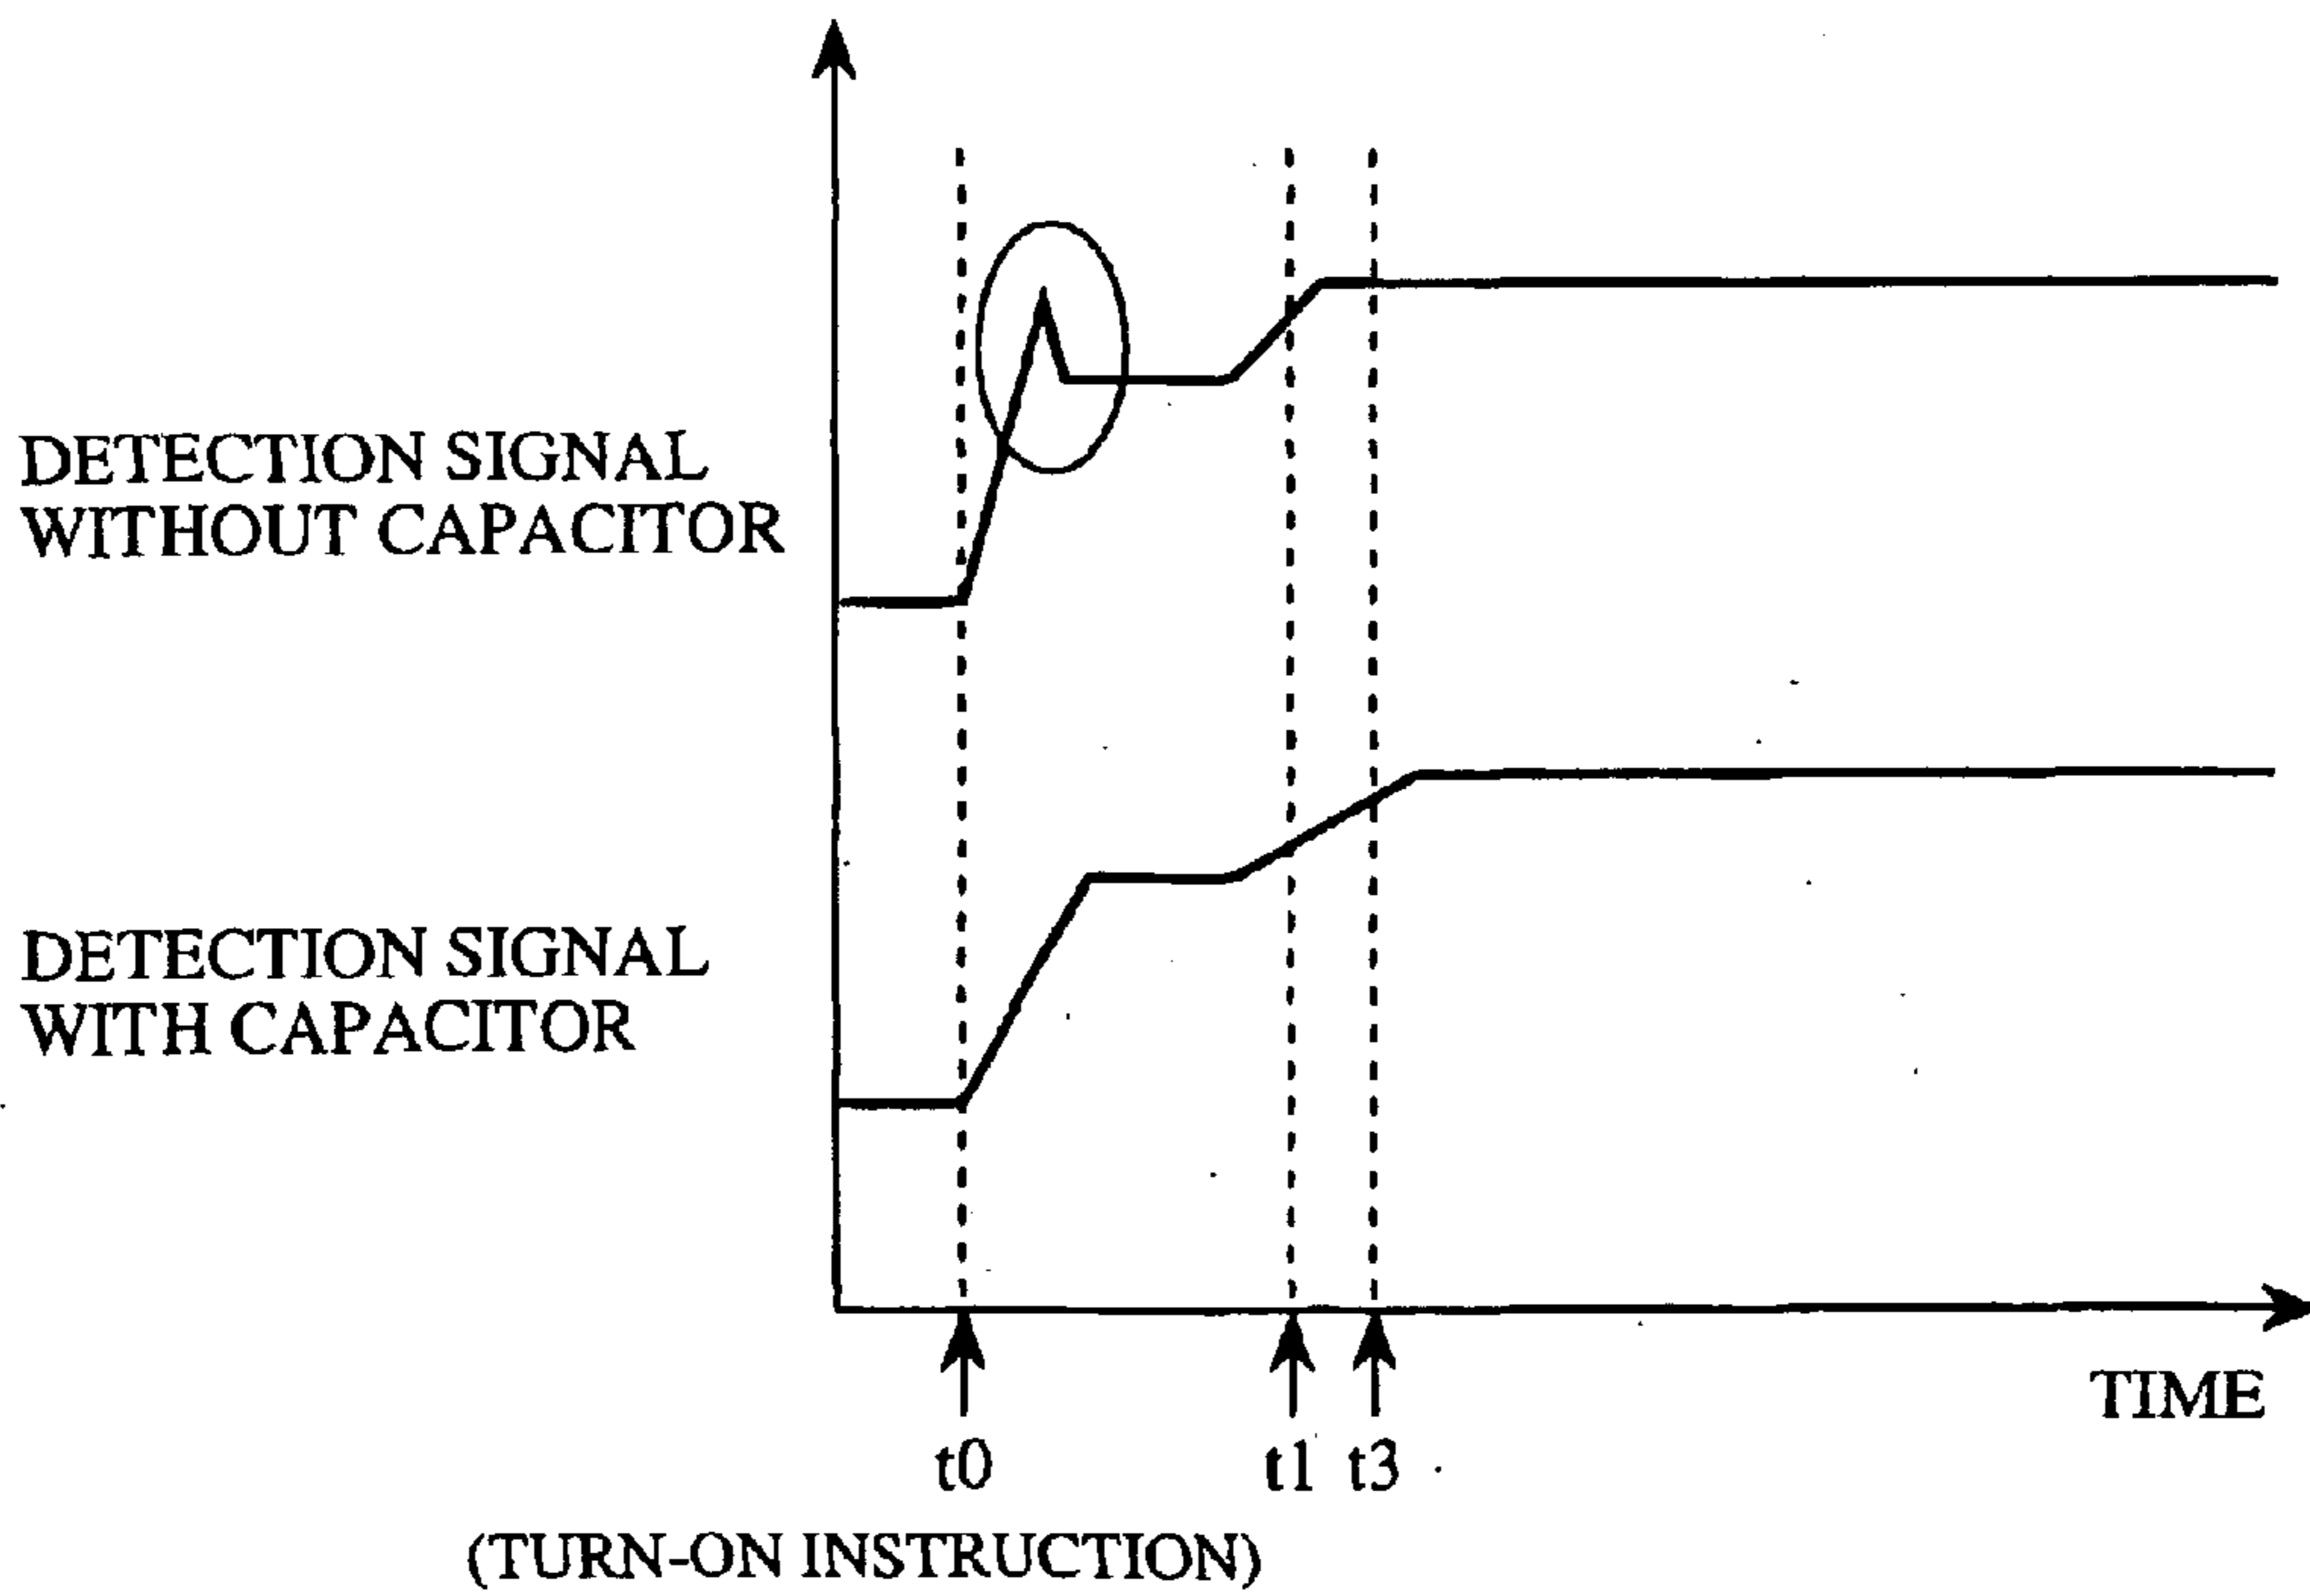 DETECTION SIGNAL
WITHOUT CAPACITOR
DETECTION SIGNAL
WITH CAPACITOR
TIME
t0
t1
t3
(TURN-ON INSTRUCTION)